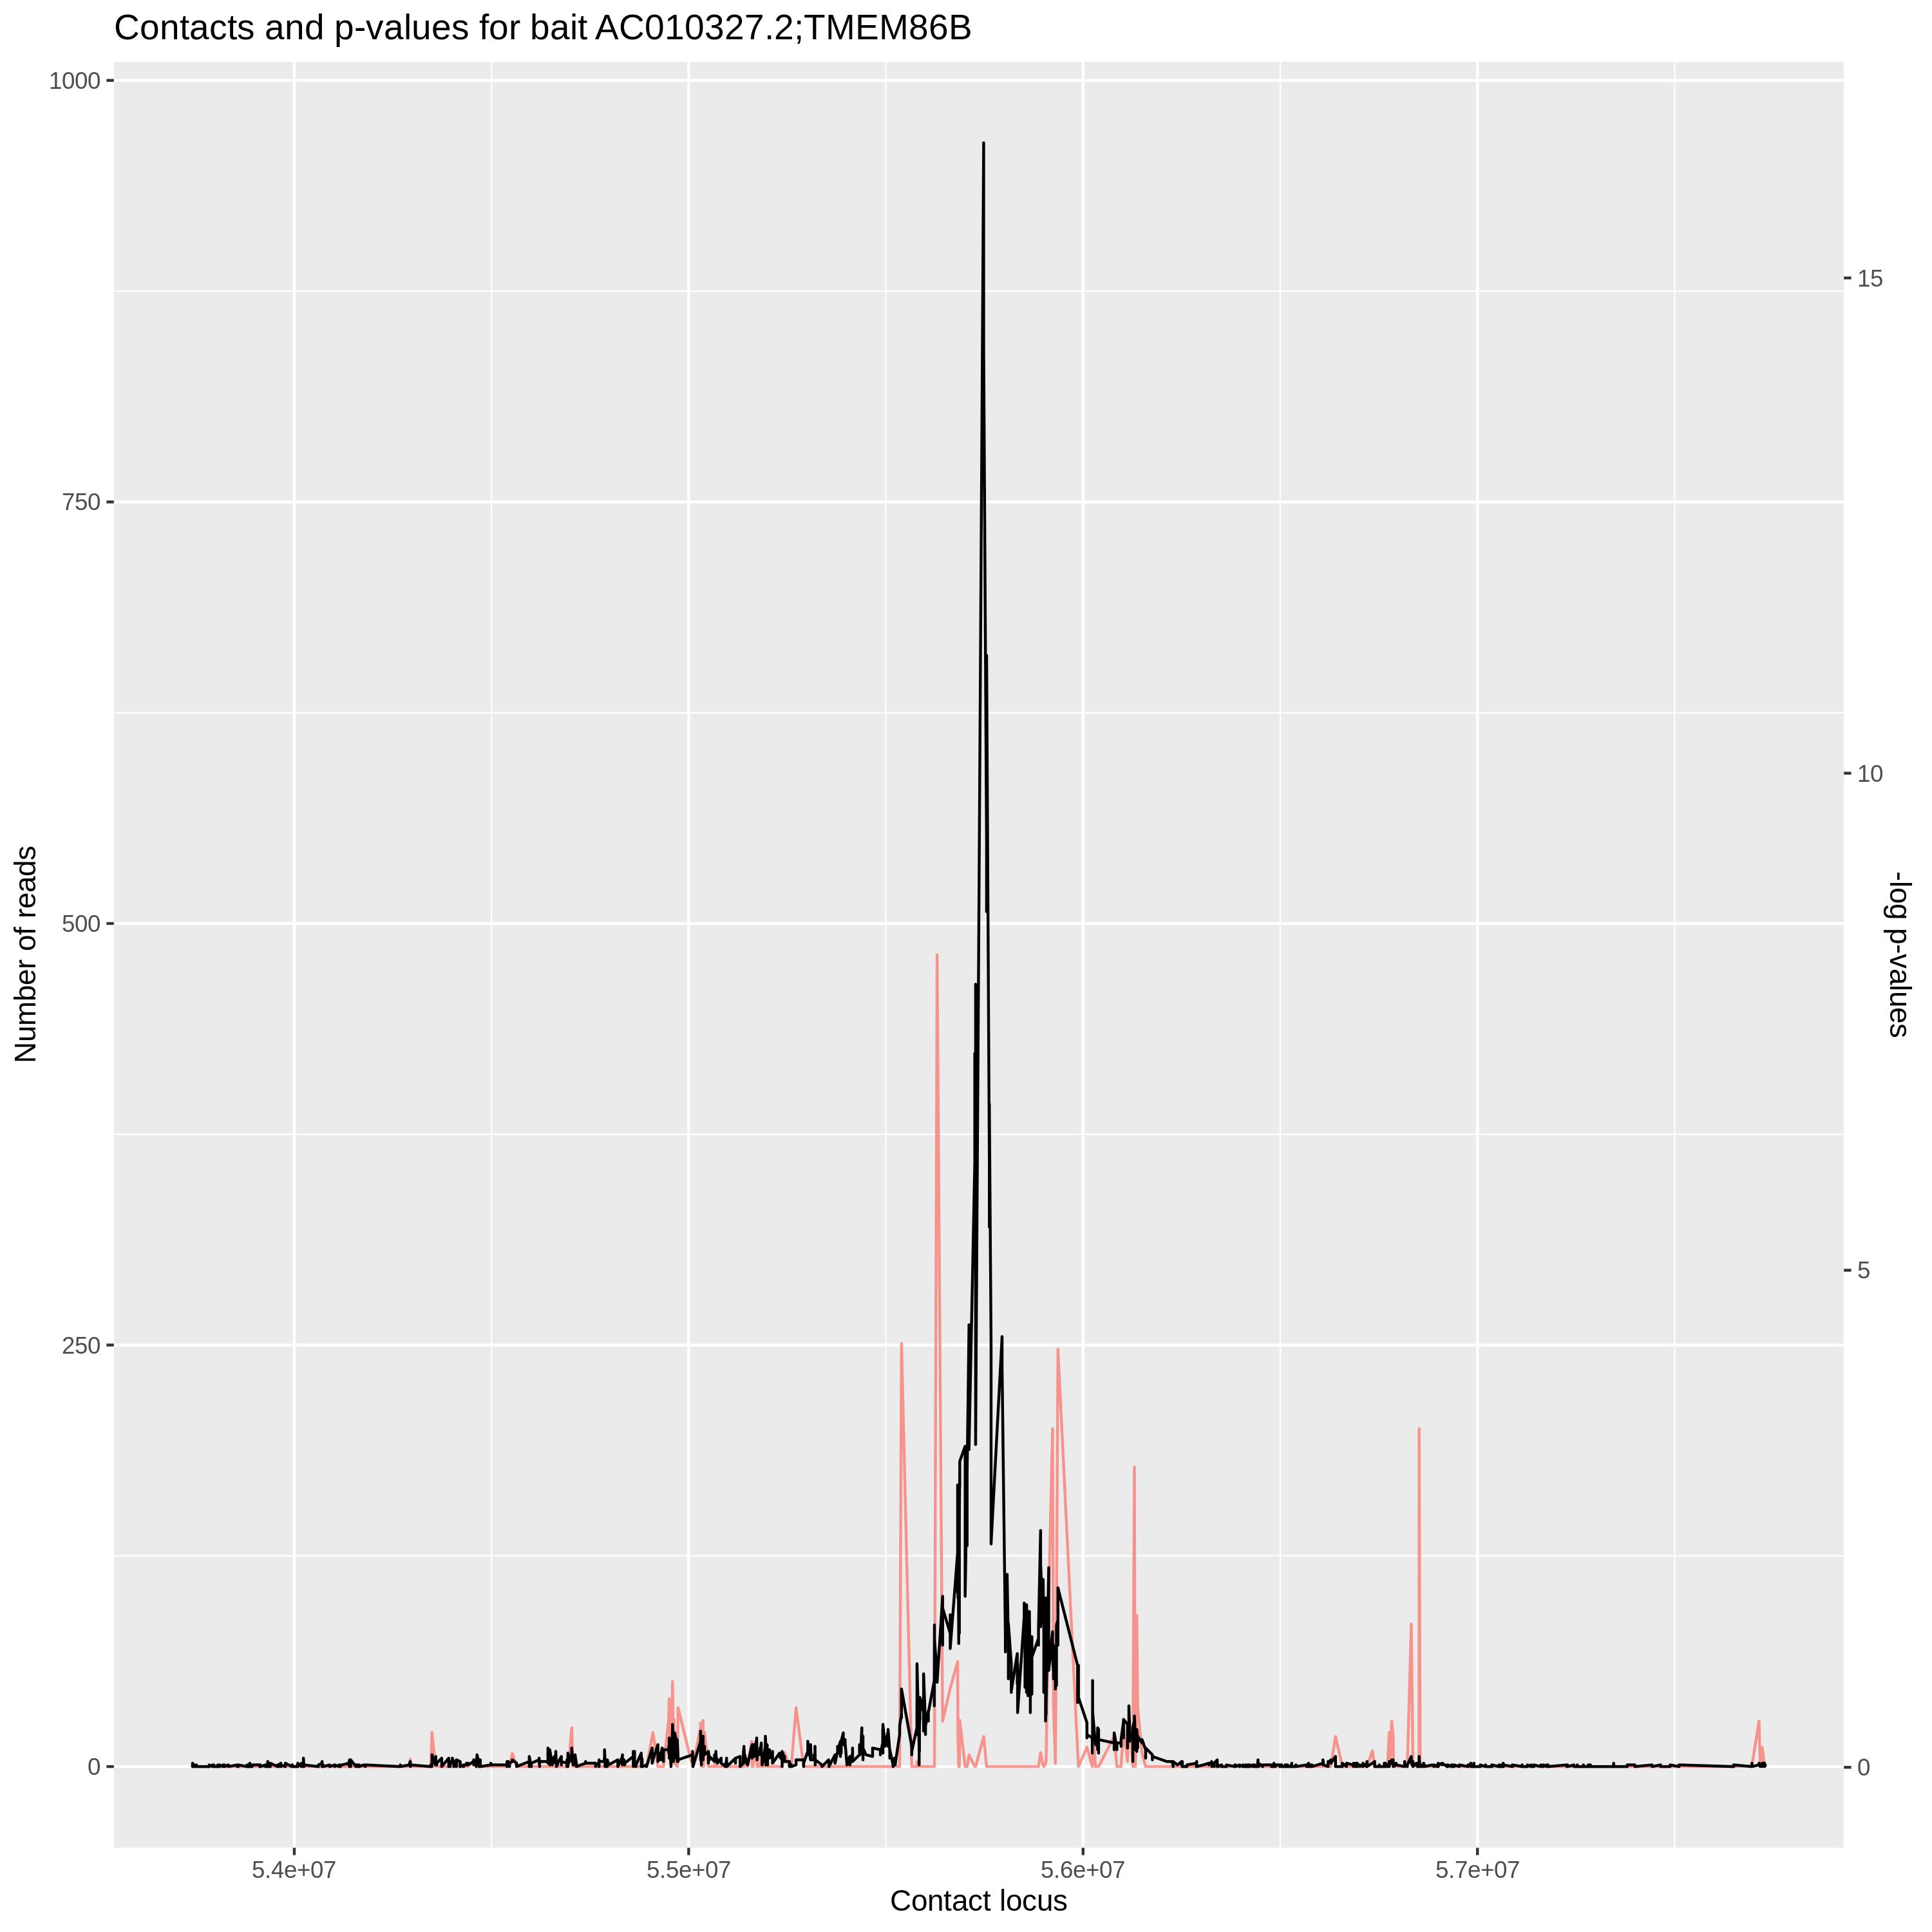 Contacts and p-values for bait AC010327.2;TMEM86B
1000
750
500
250
0
Number of reads
15
10
5
0
-log p-values
5.4e+07
5.5e+07
5.6e+07
5.7e+07
Contact locus